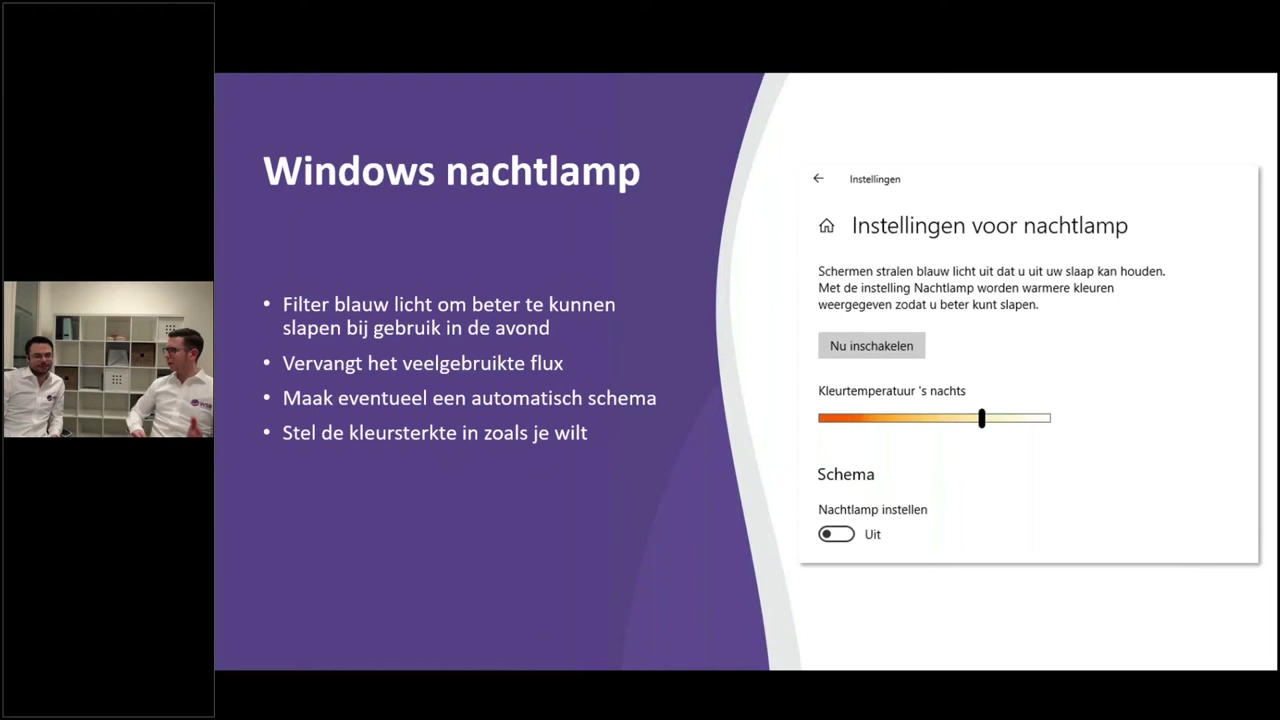 Windows nachtlamp
• Filter blauw licht om beter te kunnen
slapen bij gebruik in de avond
• Vervangt het veelgebruikte flux
• Maak eventueel een automatisch schema
• Stel de kleursterkte in zoals je wilt
Instellingen
Instellingen voor nachtlamp
Schermen stralen blauw licht uit dat u uit uw slaap kan houden.
Met de instelling Nachtlamp worden warmere kleuren
weergegeven zodat u beter kunt slapen.
Nu inschakelen
Kleurtemperatuur 's nachts
Schema
Nachtlamp instellen
Uit